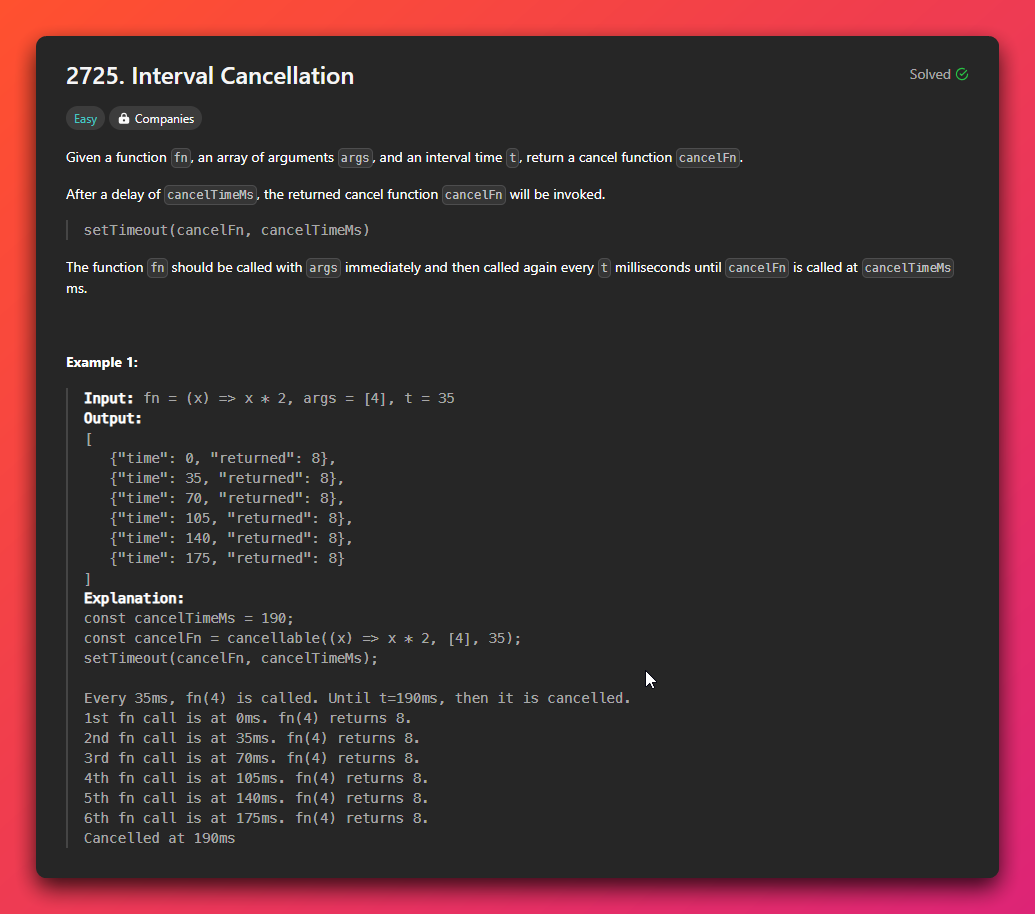 2725. Interval Cancellation
Solved
Easy
Companies
Given a function fn, an array of arguments args, and an interval time t, return a cancel function cancelFn.
After a delay of cancelTimeMs, the returned cancel function cancelFn will be invoked.
setTimeout(cancelFn, cancelTimeMs)
The function fn should be called with args immediately and then called again every t milliseconds until cancelFn is called at cancelTimeMs
ms.
Example 1:
Input: fn = (x) => x * 2, args = [4], t = 35
Output:
[
{"time": 0, "returned": 8},
{"time": 35, "returned": 8},
{"time": 70, "returned": 8},
{"time": 105, "returned": 8},
{"time": 140, "returned": 8},
{"time": 175, "returned": 8}
]
Explanation:
const cancelTimeMs = 190;
const cancelFn = cancellable((x) => x * 2, [4], 35);
setTimeout(cancelFn, cancelTimeMs);
Every 35ms, fn(4) is called. Until t=190ms, then it is cancelled.
1st fn call is at 0ms. fn(4) returns 8.
2nd fn call is at 35ms. fn(4) returns 8.
3rd fn call is at 70ms. fn(4) returns 8.
4th fn call is at 105ms. fn(4) returns 8.
5th fn call is at 140ms. fn(4) returns 8.
6th fn call is at 175ms. fn(4) returns 8.
Cancelled at 190ms